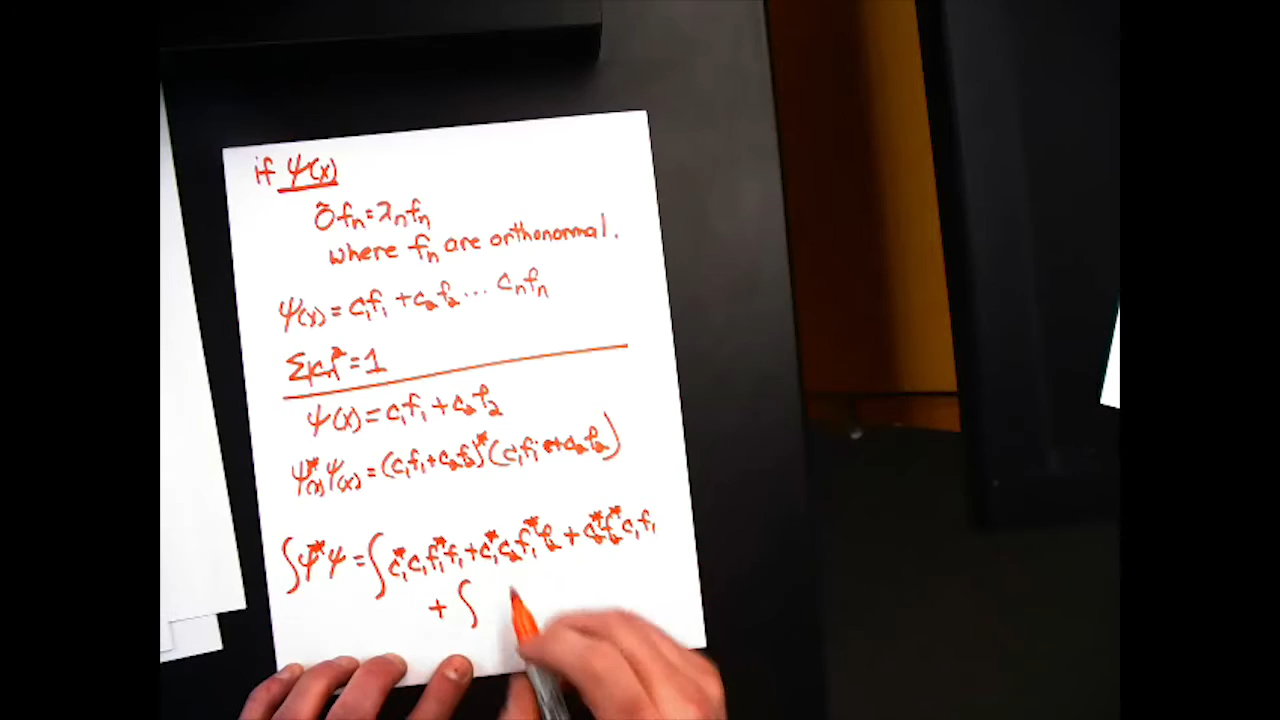 if ψ(x)
Õfₙ=λₙfₙ
where fₙ are orthonormal.
ψ(x)=c₁f₁+c₂f₂...cₙfₙ
Σ|cₙ|²=1
ψ(x)=c₁f₁+c₂f₂
ψ*(x)ψ(x)=(c₁f₁+c₂f₂)*(c₁f₁+c₂f₂)
∫ψ*ψ=∫c₁*c₁f₁*f₁+c₁*c₂f₁*f₂+c₂*f₂*c₁f₁
+∫